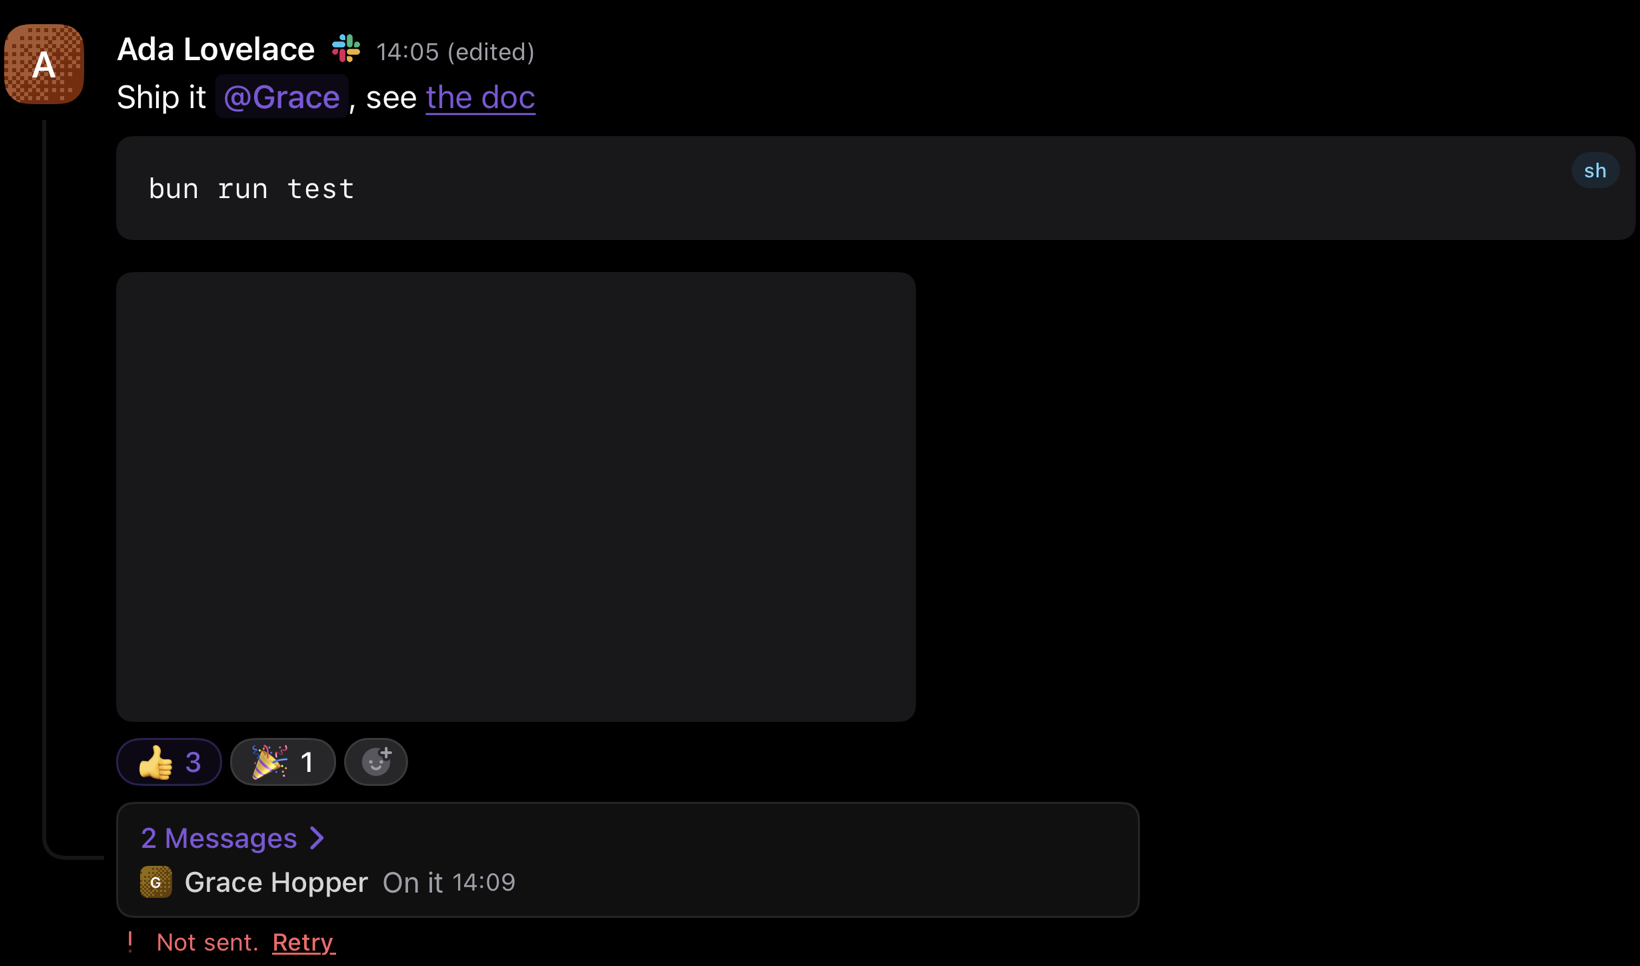 A
Ada Lovelace 14:05 (edited)
Ship it @Grace, see the doc
sh
bun run test
👍 3 🎉 1
2 Messages >
G Grace Hopper On it 14:09
! Not sent. Retry